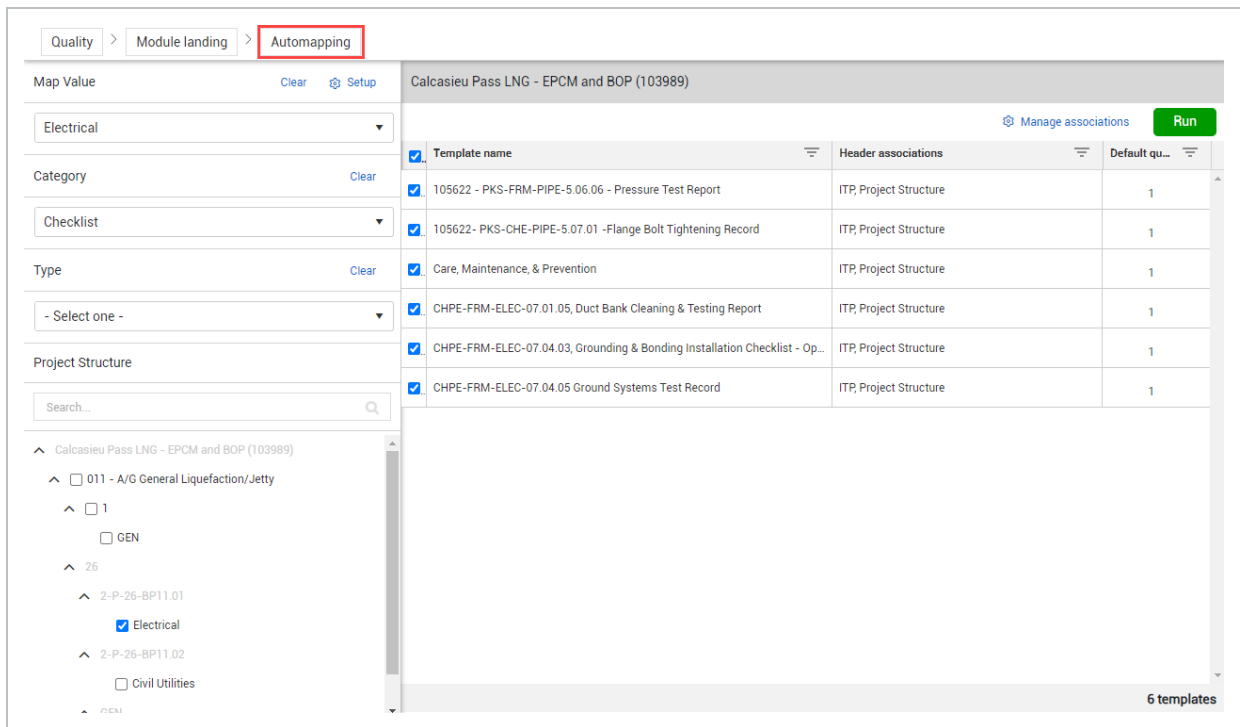 Quality > Module landing > Automapping
Map Value Clear Setup
Electrical
Category Clear
Checklist
Type Clear
- Select one -
Project Structure
Search...
Calcasieu Pass LNG - EPCM and BOP (103989)
011 - A/G General Liquefaction/Jetty
1
GEN
26
2-P-26-BP11.01
Electrical
2-P-26-BP11.02
Civil Utilities
GEN
Calcasieu Pass LNG - EPCM and BOP (103989)
Manage associations Run
Template name Header associations Default qu...
105622 - PKS-FRM-PIPE-5.06.06 - Pressure Test Report ITP, Project Structure 1
105622- PKS-CHE-PIPE-5.07.01 -Flange Bolt Tightening Record ITP, Project Structure 1
Care, Maintenance, & Prevention ITP, Project Structure 1
CHPE-FRM-ELEC-07.01.05, Duct Bank Cleaning & Testing Report ITP, Project Structure 1
CHPE-FRM-ELEC-07.04.03, Grounding & Bonding Installation Checklist - Op... ITP, Project Structure 1
CHPE-FRM-ELEC-07.04.05 Ground Systems Test Record ITP, Project Structure 1
6 templates